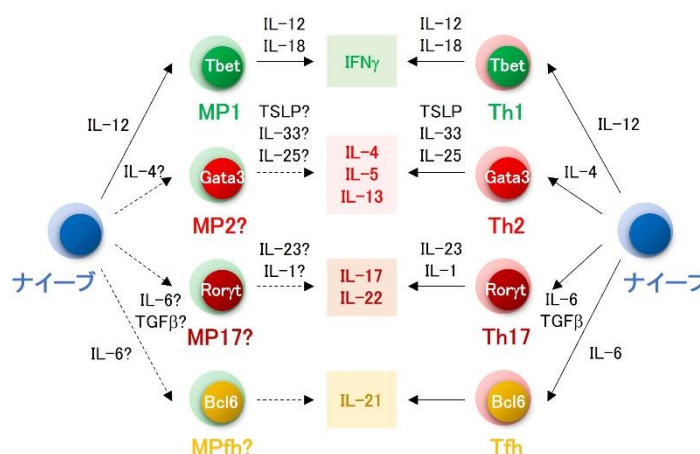 IL-12
IL-18
Tbet
MP1
IFNγ
IL-12
IL-18
Tbet
Th1
IL-12
IL-12
IL-4?
TSLP?
IL-33?
IL-25?
Gata3
MP2?
IL-4
IL-5
IL-13
TSLP
IL-33
IL-25
Gata3
Th2
IL-4
ナイーブ
ナイーブ
IL-6?
TGFβ?
IL-23?
IL-1?
Rorγt
MP17?
IL-17
IL-22
IL-23
IL-1
Rorγt
Th17
IL-6
TGFβ
IL-6?
IL-6
Bcl6
MPfh?
IL-21
Bcl6
Tfh